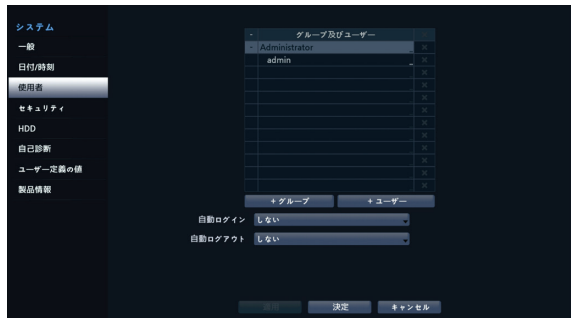 システム
一般
日付/時刻
使用者
セキュリティ
HDD
自己診断
ユーザー定義の値
製品情報
- グループ及びユーザー
- Administrator
admin
+ グループ
+ ユーザー
自動ログイン しない
自動ログアウト しない
適用 決定 キャンセル